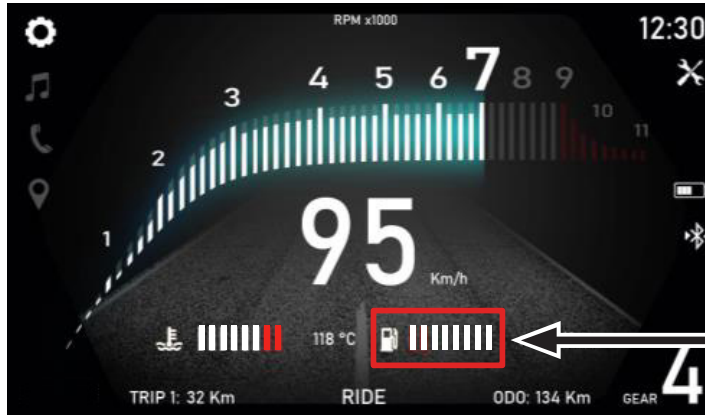 RPM x1000
12:30
1
2
3
4
5
6
7
8
9
10
11
95
Km/h
118 °C
TRIP 1: 32 Km
RIDE
ODO: 134 Km
GEAR 4